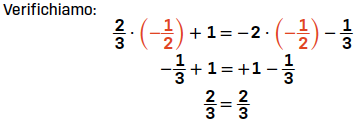 Verifichiamo:
2/3 · (−1/2) + 1 = −2 · (−1/2) − 1/3
−1/3 + 1 = +1 − 1/3
2/3 = 2/3